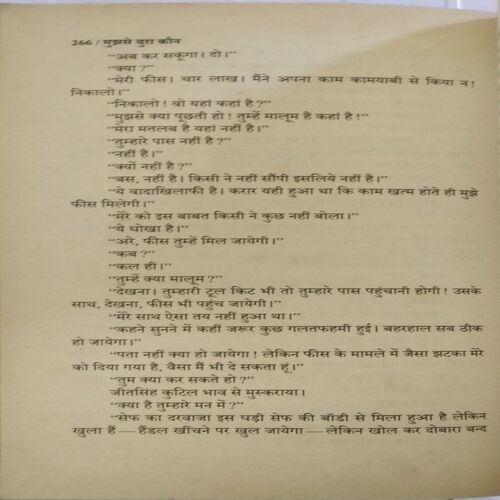 266 / मुझसे बुरा कौन
“अब कर सकूंगा। दो।”
“क्या ?”
“मेरी फीस। चार लाख। मैंने अपना काम कामयाबी से किया न !
निकालो।”
“निकालो ! वो यहां कहां है ?”
“मुझसे क्या पूछती हो ! तुम्हें मालूम है कहां है !”
“मेरा मतलब है यहां नहीं है।”
“तुम्हारे पास नहीं है ?”
“नहीं है।”
“क्यों नहीं है ?”
“बस, नहीं है। किसी ने नहीं सौंपी इसलिये नहीं है।”
“ये वादाखिलाफी है। करार यही हुआ था कि काम खत्म होते ही मुझे
फीस मिलेगी।”
“मेरे को इस बाबत किसी ने कुछ नहीं बोला।”
“ये धोखा है।”
“अरे, फीस तुम्हें मिल जायेगी।”
“कब ?”
“कल ही।”
“तुम्हें क्या मालूम ?”
“देखना। तुम्हारी टूल किट भी तो तुम्हारे पास पहुंचानी होगी ! उसके
साथ, देखना, फीस भी पहुंच जायेगी।”
“मेरे साथ ऐसा तय नहीं हुआ था।”
“कहने सुनने में कहीं जरूर कुछ गलतफहमी हुई। बहरहाल सब ठीक
हो जायेगा।”
“पता नहीं क्या हो जायेगा ! लेकिन फीस के मामले में जैसा झटका मेरे
को दिया गया है, वैसा मैं भी दे सकता हूं।”
“तुम क्या कर सकते हो ?”
जीतसिंह कुटिल भाव से मुस्कराया।
“क्या है तुम्हारे मन में ?”
“सेफ का दरवाजा इस घड़ी सेफ की बॉडी से मिला हुआ है लेकिन
खुला हैं — हैंडल खींचने पर खुल जायेगा — लेकिन खोल कर दोबारा बन्द